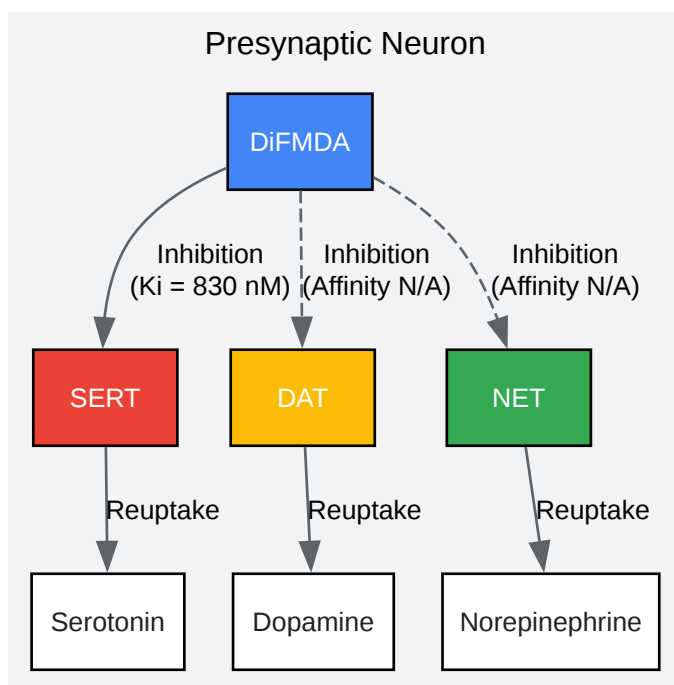 Presynaptic Neuron
DiFMDA
Inhibition
(Ki = 830 nM)
Inhibition
(Affinity N/A)
Inhibition
(Affinity N/A)
SERT
DAT
NET
Reuptake
Reuptake
Reuptake
Serotonin
Dopamine
Norepinephrine